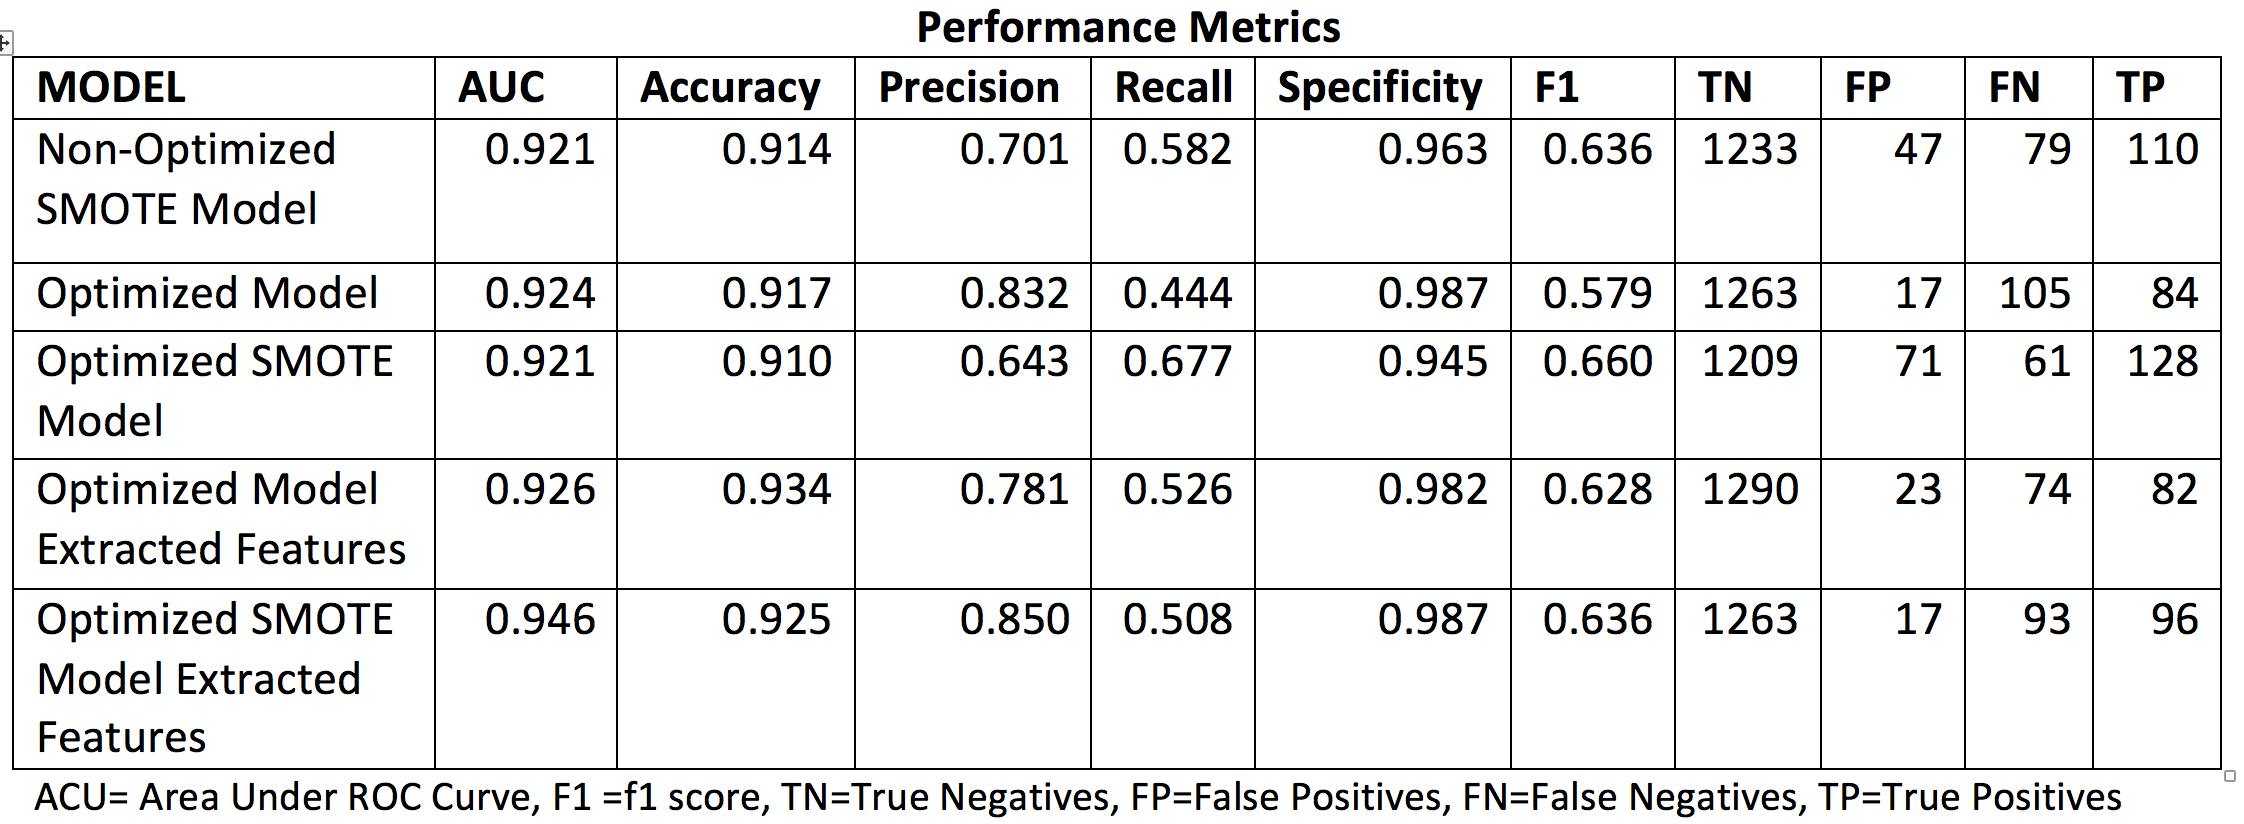 Performance Metrics
MODEL AUC Accuracy Precision Recall Specificity F1 TN FP FN TP
Non-Optimized 0.921 0.914 0.701 0.582 0.963 0.636 1233 47 79 110
SMOTE Model
Optimized Model 0.924 0.917 0.832 0.444 0.987 0.579 1263 17 105 84
Optimized SMOTE 0.921 0.910 0.643 0.677 0.945 0.660 1209 71 61 128
Model
Optimized Model 0.926 0.934 0.781 0.526 0.982 0.628 1290 23 74 82
Extracted Features
Optimized SMOTE 0.946 0.925 0.850 0.508 0.987 0.636 1263 17 93 96
Model Extracted
Features
ACU= Area Under ROC Curve, F1 =f1 score, TN=True Negatives, FP=False Positives, FN=False Negatives, TP=True Positives